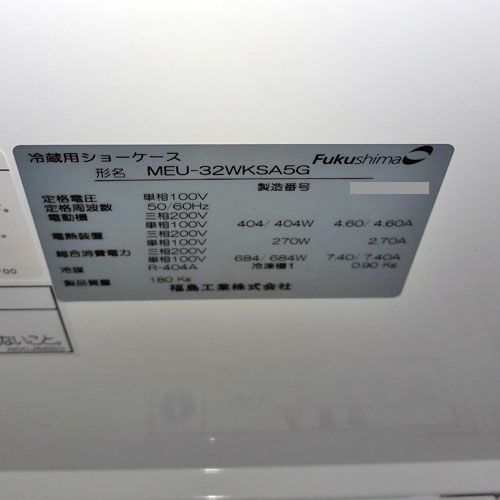 冷蔵用ショーケース Fukushima
形名 MEU-32WKSA5G
製造番号
定格電圧 単相100V
定格周波数 50/60Hz
電動機 三相200V
単相100V 404/404W 4.60/4.60A
電熱装置 三相200V
単相100V 270W 2.70A
総合消費電力 三相200V
単相100V 684/684W 7.40/7.40A
冷媒 R-404A 冷凍機1 0.90Kg
製品質量 180Kg
福島工業株式会社
ないこと。